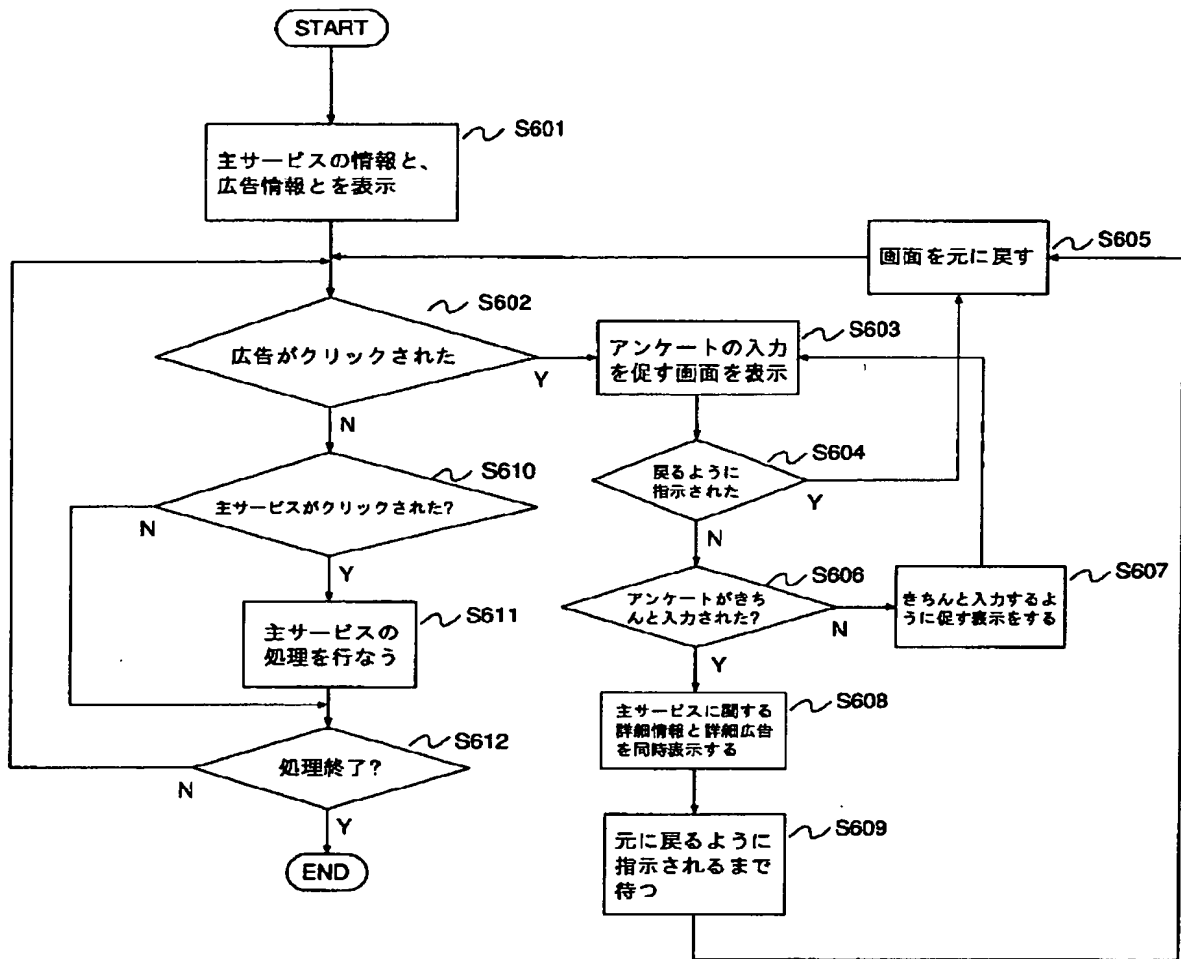 START
S601
主サービスの情報と、
広告情報とを表示
S605
画面を元に戻す
S602
広告がクリックされた
Y
N
S603
アンケートの入力
を促す画面を表示
S604
戻るように
指示された
Y
N
S610
主サービスがクリックされた?
N
Y
S606
アンケートがきち
んと入力された?
N
Y
S607
きちんと入力するよ
うに促す表示をする
S611
主サービスの
処理を行なう
S608
主サービスに関する
詳細情報と詳細広告
を同時表示する
S612
処理終了?
N
Y
S609
元に戻るように
指示されるまで
待つ
END